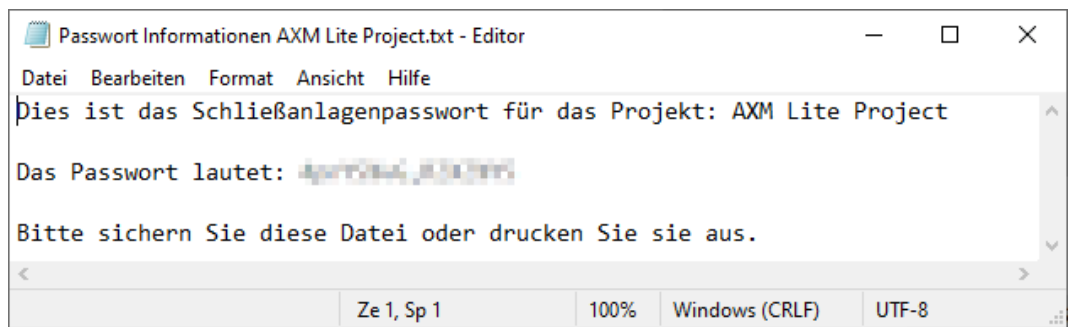 Passwort Informationen AXM Lite Project.txt - Editor
Datei Bearbeiten Format Ansicht Hilfe
Dies ist das Schließanlagenpasswort für das Projekt: AXM Lite Project
Das Passwort lautet:
Bitte sichern Sie diese Datei oder drucken Sie sie aus.
Ze 1, Sp 1 100% Windows (CRLF) UTF-8